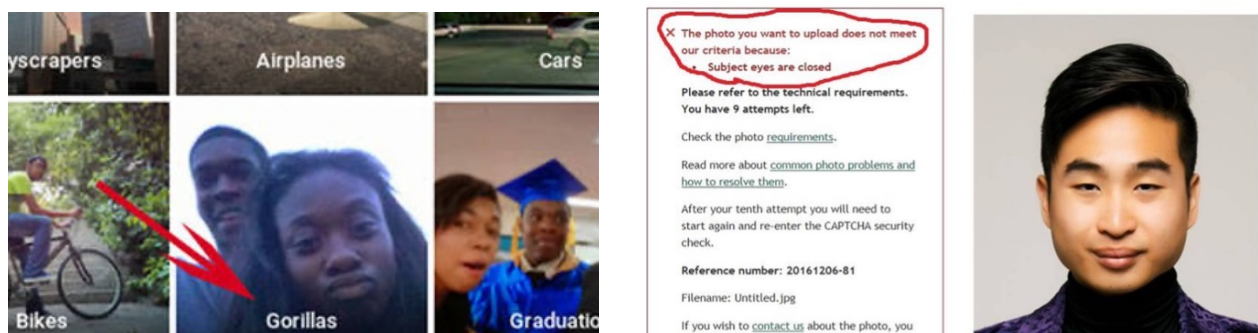 yscrapers
Airplanes
Cars
Bikes
Gorillas
Graduatio
× The photo you want to upload does not meet
our criteria because:
• Subject eyes are closed
Please refer to the technical requirements.
You have 9 attempts left.
Check the photo requirements.
Read more about common photo problems and
how to resolve them.
After your tenth attempt you will need to
start again and re-enter the CAPTCHA security
check.
Reference number: 20161206-81
Filename: Untitled.jpg
If you wish to contact us about the photo, you